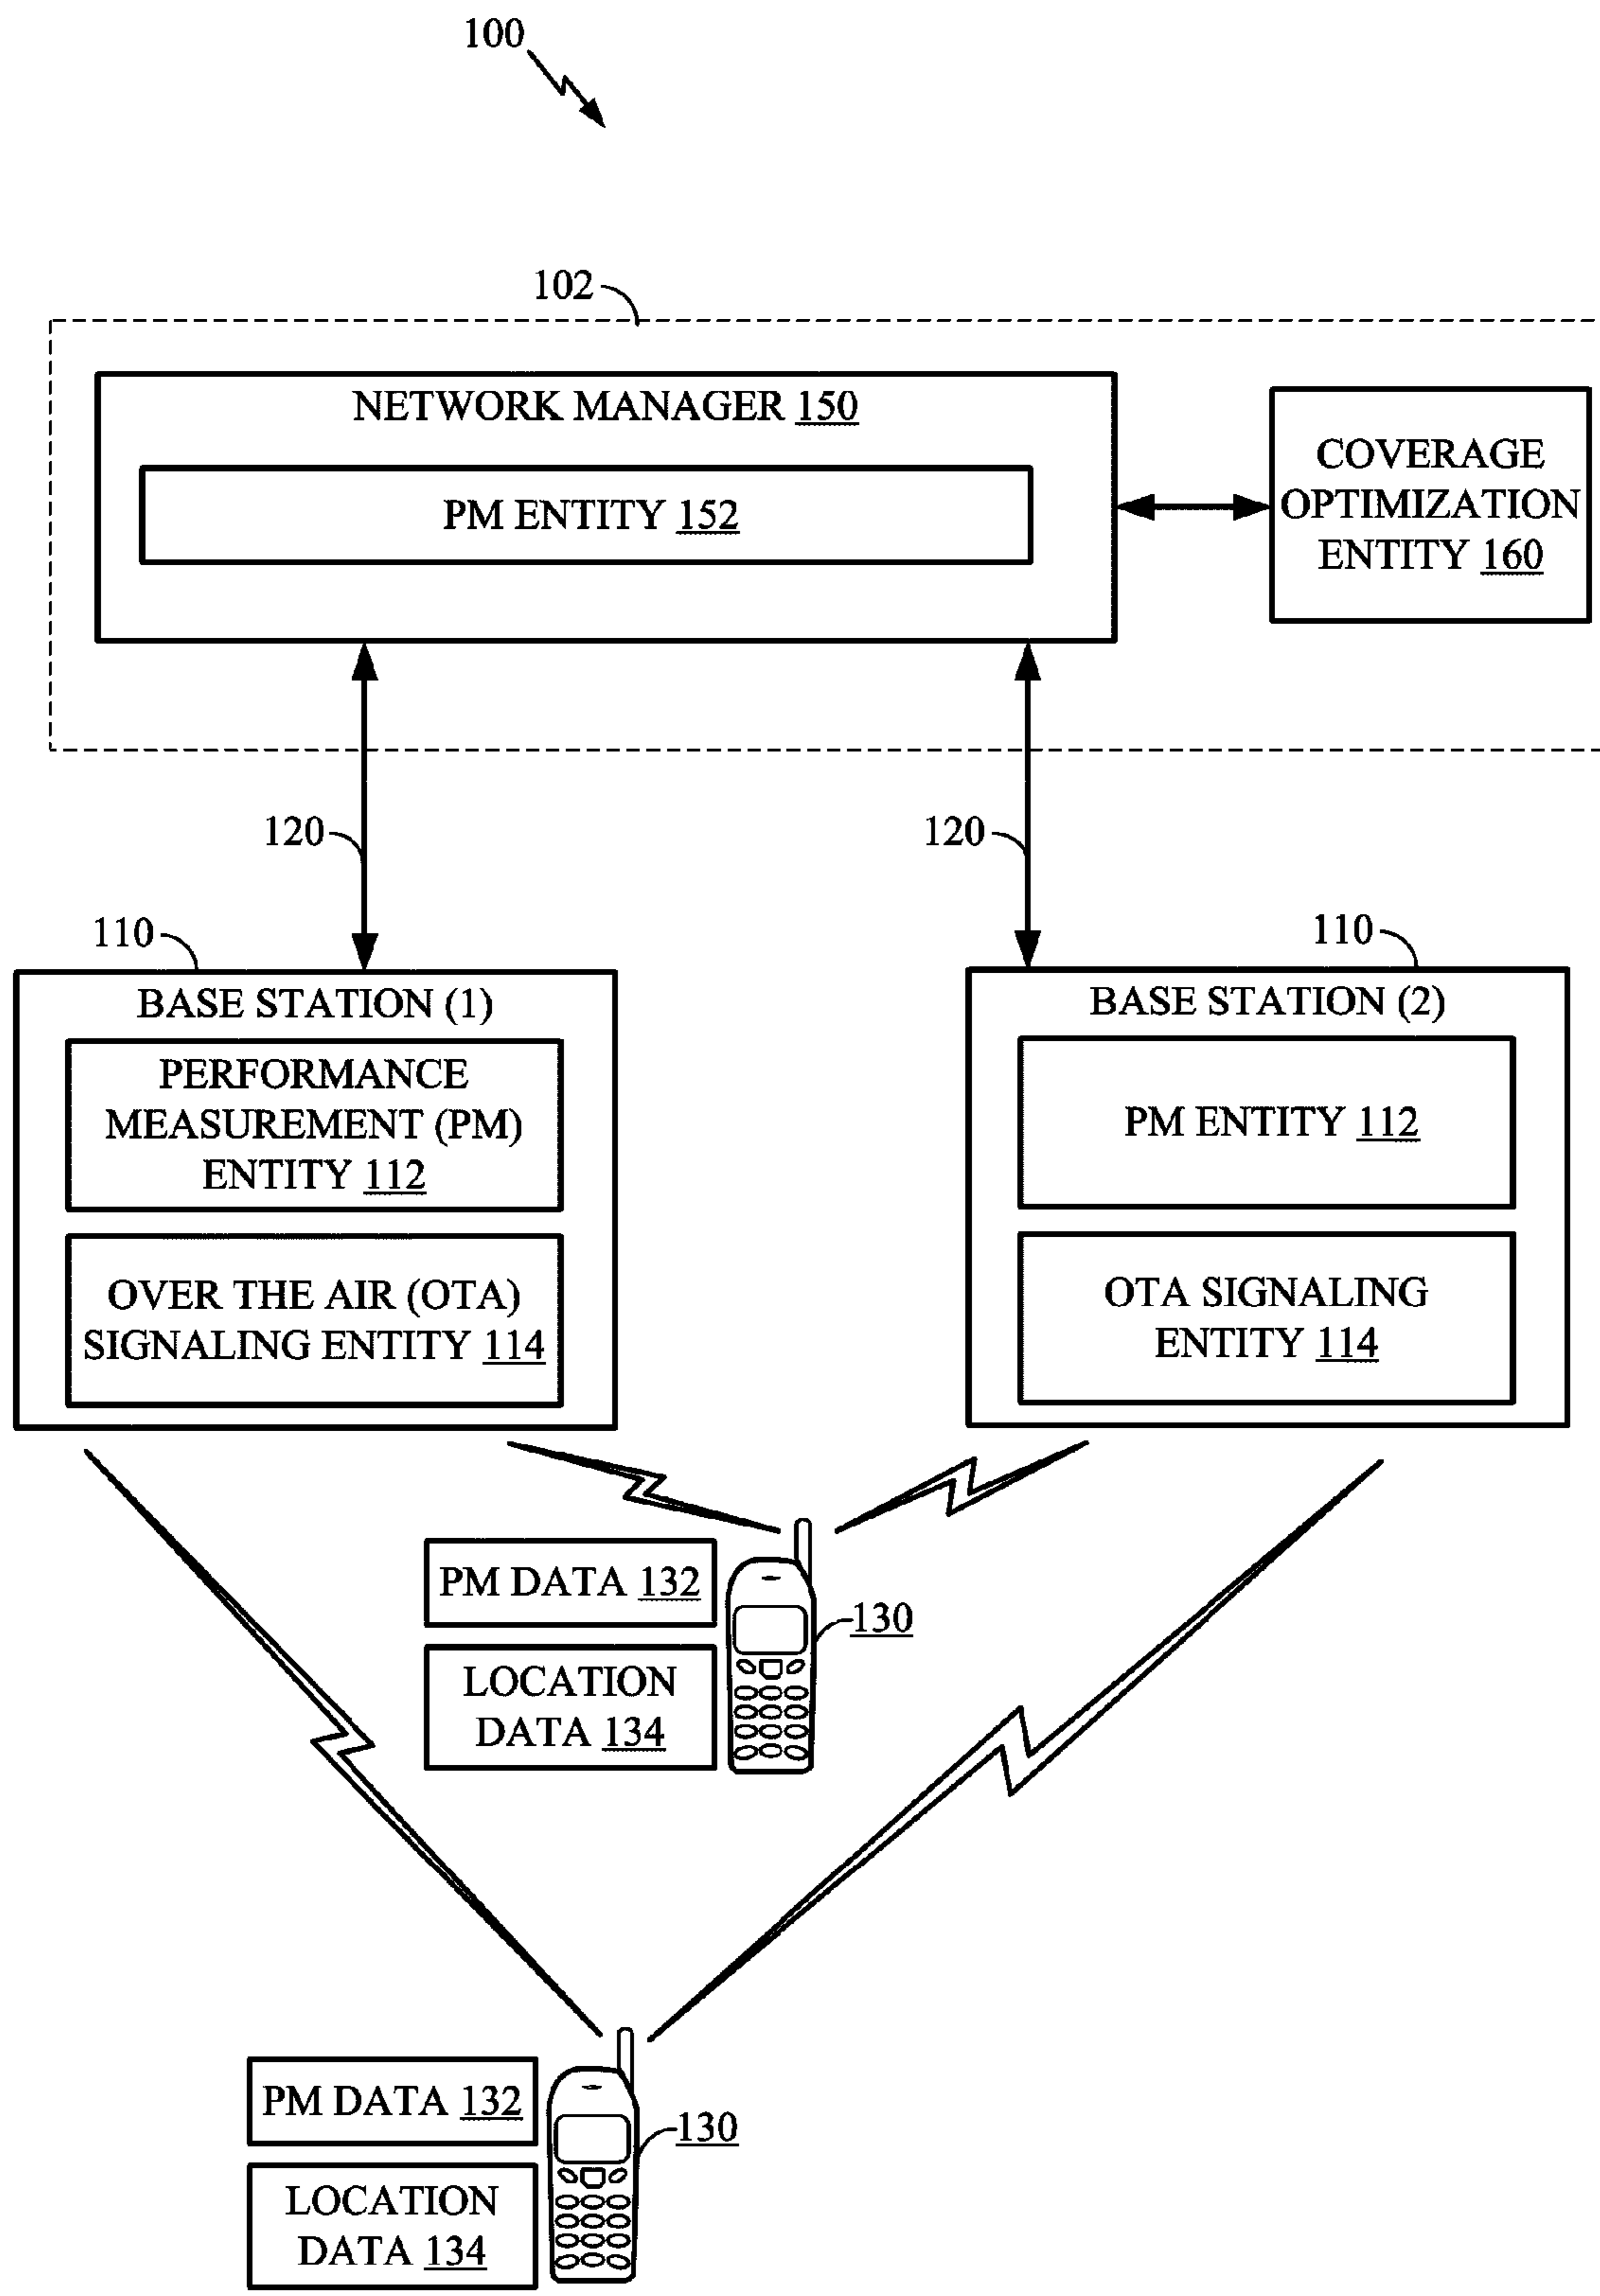 100
102
NETWORK MANAGER 150
PM ENTITY 152
COVERAGE
OPTIMIZATION
ENTITY 160
120
120
110
BASE STATION (1)
PERFORMANCE
MEASUREMENT (PM)
ENTITY 112
OVER THE AIR (OTA)
SIGNALING ENTITY 114
110
BASE STATION (2)
PM ENTITY 112
OTA SIGNALING
ENTITY 114
PM DATA 132
LOCATION
DATA 134
130
PM DATA 132
LOCATION
DATA 134
130